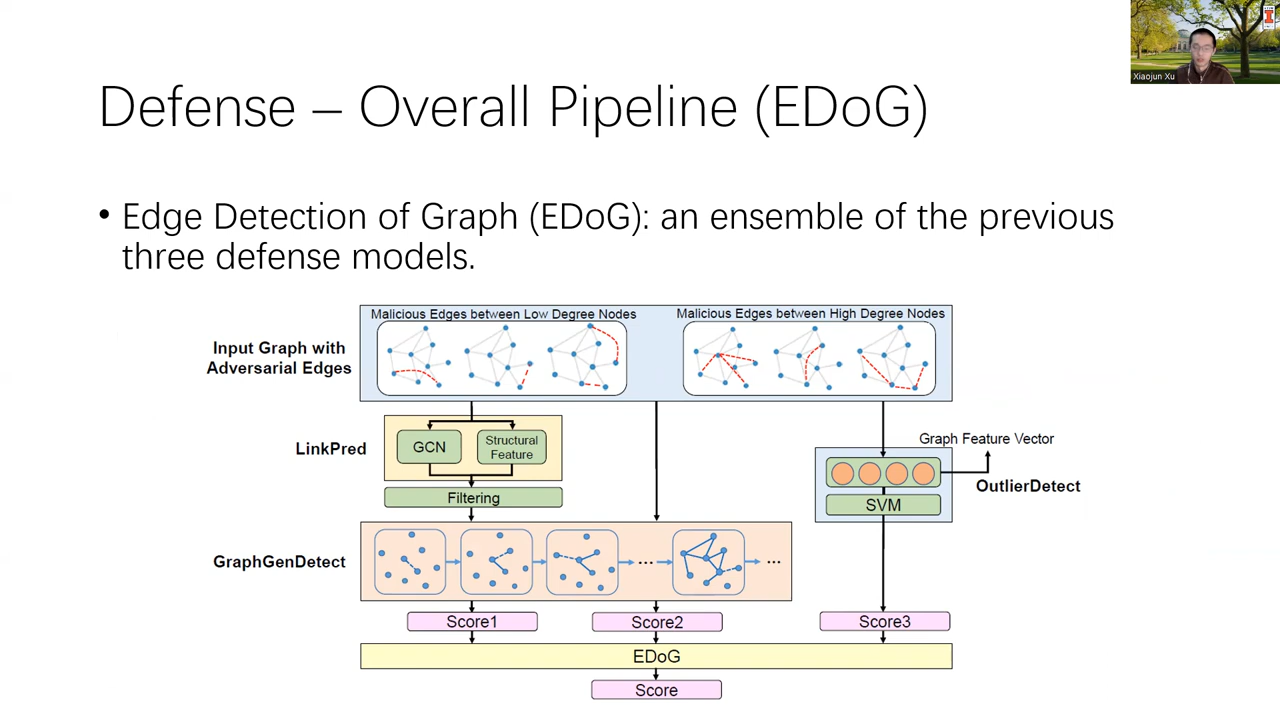 Xiaojun Xu
Defense – Overall Pipeline (EDoG)
• Edge Detection of Graph (EDoG): an ensemble of the previous
three defense models.
Malicious Edges between Low Degree Nodes
Malicious Edges between High Degree Nodes
Input Graph with
Adversarial Edges
LinkPred
GCN
Structural
Feature
Filtering
Graph Feature Vector
SVM
OutlierDetect
GraphGenDetect
...
...
Score1
Score2
Score3
EDoG
Score